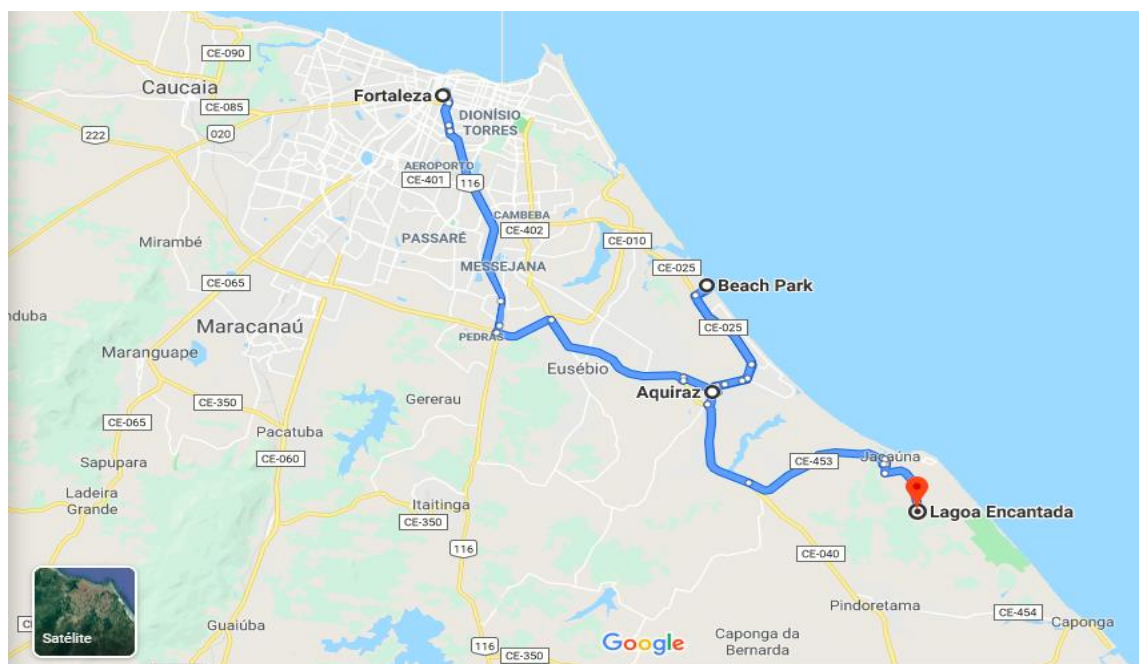 CE-090
Caucaia
Fortaleza
CE-085
DIONÍSIO
TORRES
222
020
AEROPORTO
CE-401
116
CAMBEBA
CE-402
PASSARÉ
CE-010
Mirambé
MESSEJANA
CE-025
Beach Park
CE-065
nduba
Maracanaú
PEDRAS
CE-025
Maranguape
Eusébio
Aquiraz
CE-350
Gererau
CE-065
Pacatuba
Sapupara
CE-060
CE-453
Jacaúna
Ladeira
Grande
Itaitinga
CE-350
Lagoa Encantada
116
CE-040
Pindoretama
CE-454
Satélite
Guaiúba
116
CE-350
Google
Caponga da
Bernarda
Caponga